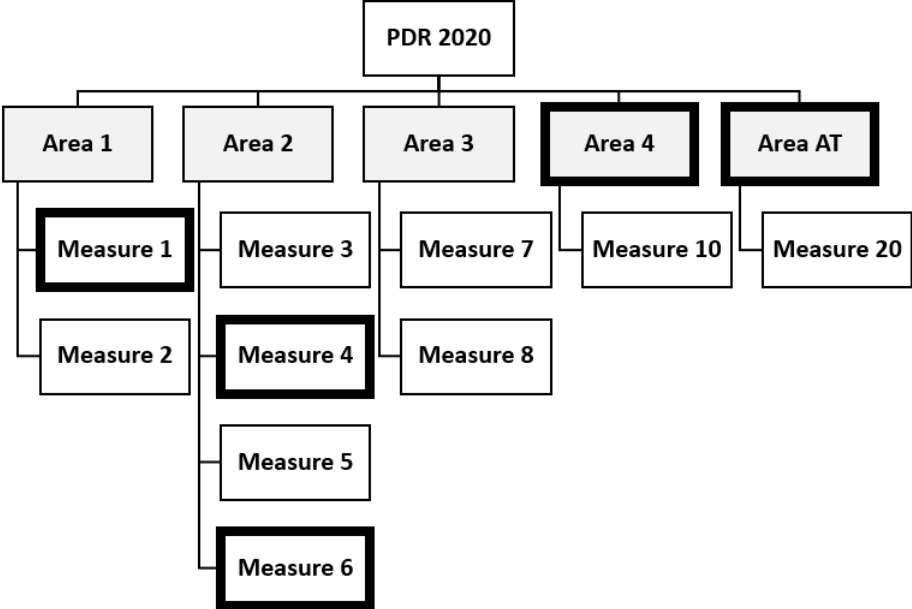 PDR 2020
Area 1
Area 2
Area 3
Area 4
Area AT
Measure 1
Measure 3
Measure 7
Measure 10
Measure 20
Measure 2
Measure 4
Measure 8
Measure 5
Measure 6